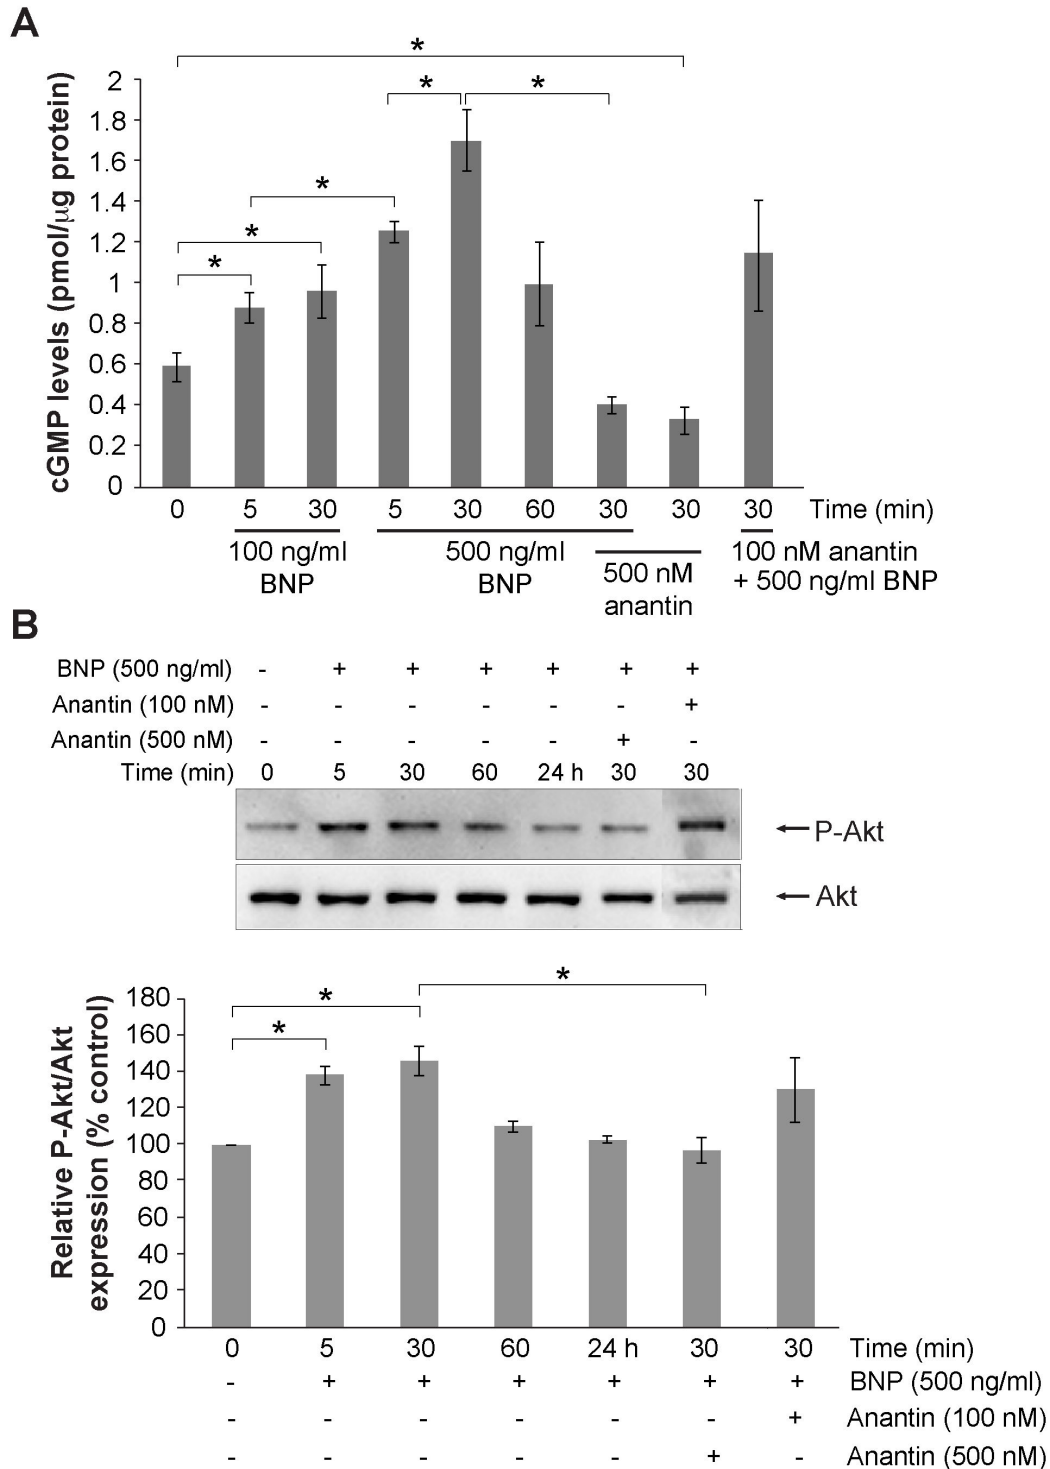 A
*
* *
*
*
*
cGMP levels (pmol/μg protein)
2
1.8
1.6
1.4
1.2
1
0.8
0.6
0.4
0.2
0
0 5 30 5 30 60 30 30 30 Time (min)
100 ng/ml BNP
500 ng/ml BNP
500 nM anantin
100 nM anantin + 500 ng/ml BNP
B
BNP (500 ng/ml) - + + + + + +
Anantin (100 nM) - - - - - - +
Anantin (500 nM) - - - - - + -
Time (min) 0 5 30 60 24 h 30 30
P-Akt
Akt
*
*
*
Relative P-Akt/Akt
expression (% control)
180
160
140
120
100
80
60
40
20
0
0 5 30 60 24 h 30 30 Time (min)
- + + + + + + BNP (500 ng/ml)
- - - - - - + Anantin (100 nM)
- - - - - + - Anantin (500 nM)